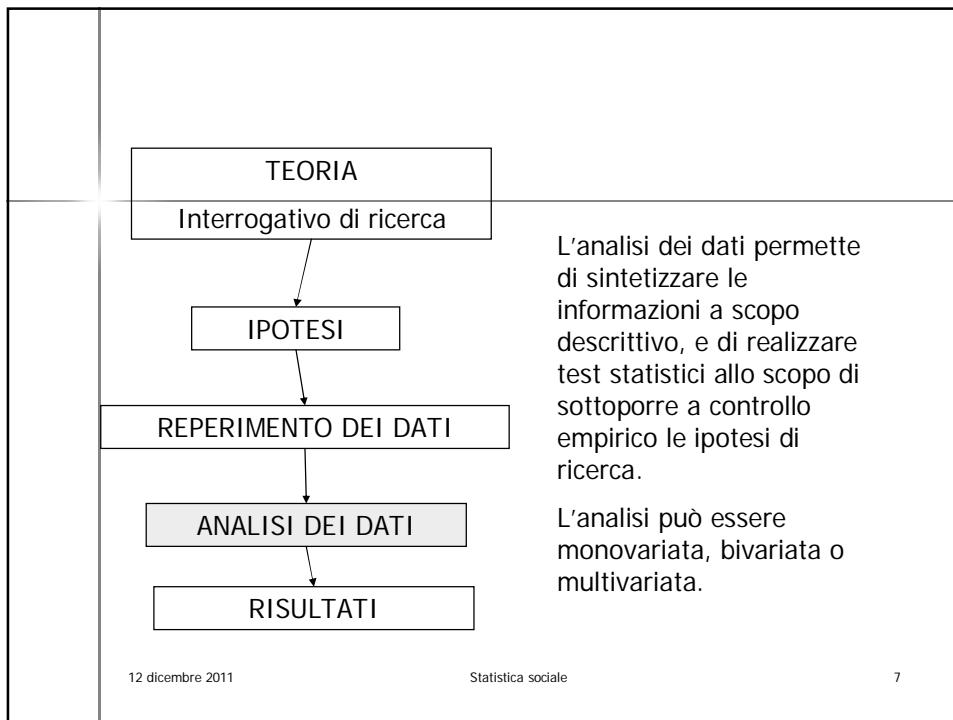 TEORIA
Interrogativo di ricerca
IPOTESI
REPERIMENTO DEI DATI
ANALISI DEI DATI
RISULTATI
L'analisi dei dati permette
di sintetizzare le
informazioni a scopo
descrittivo, e di realizzare
test statistici allo scopo di
sottoporre a controllo
empirico le ipotesi di
ricerca.
L'analisi può essere
monovariata, bivariata o
multivariata.
12 dicembre 2011
Statistica sociale
7